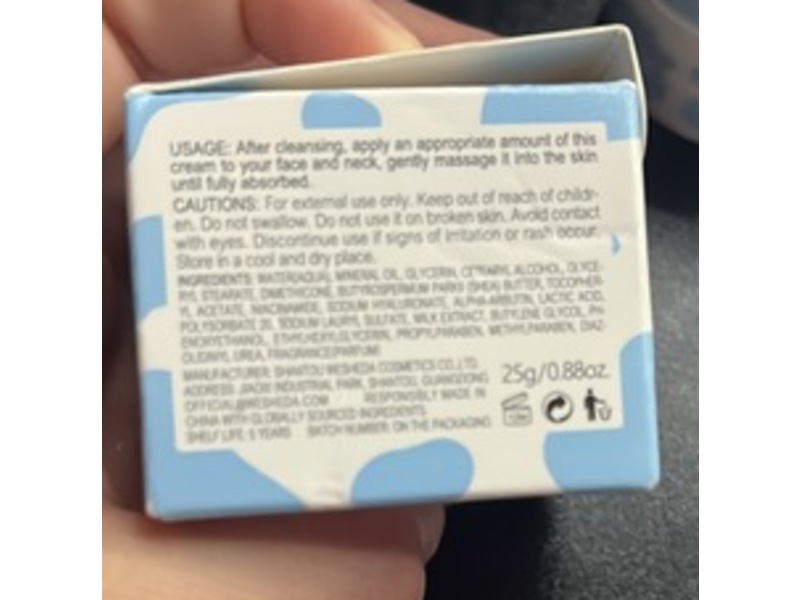 USAGE: After cleansing, apply an appropriate amount of this
cream to your face and neck, gently massage it into the skin
until fully absorbed.
CAUTIONS: For external use only. Keep out of reach of childr-
en. Do not swallow. Do not use it on broken skin. Avoid contact
with eyes. Discontinue use if signs of irritation or rash occur.
Store in a cool and dry place.
INGREDIENTS: WATER(AQUA), MINERAL OIL, GLYCERIN, CETEARYL ALCOHOL, GLYCE-
RYL STEARATE, DIMETHICONE, BUTYROSPERMUM PARKII (SHEA) BUTTER, TOCOPHER-
YL ACETATE, NIACINAMIDE, SODIUM HYALURONATE, ALPHA-ARBUTIN, LACTIC ACID,
POLYSORBATE 20, SODIUM LAURYL SULFATE, MILK EXTRACT, BUTYLENE GLYCOL, PH-
ENOXYETHANOL, ETHYLHEXYLGLYCERIN, PROPYLPARABEN, METHYLPARABEN, DIAZ-
OLIDINYL UREA, FRAGRANCE(PARFUM)
MANUFACTURER: SHANTOU WESHEDA COSMETICS CO.,LTD.
ADDRESS: INDUSTRIAL PARK, SHANTOU, GUANGDONG
RESPONSIBLY MADE IN
CHINA WITH GLOBALLY SOURCED INGREDIENTS
SHELF LIFE: YEARS BATCH NUMBER: ON THE PACKAGING
25g/0.88oz.